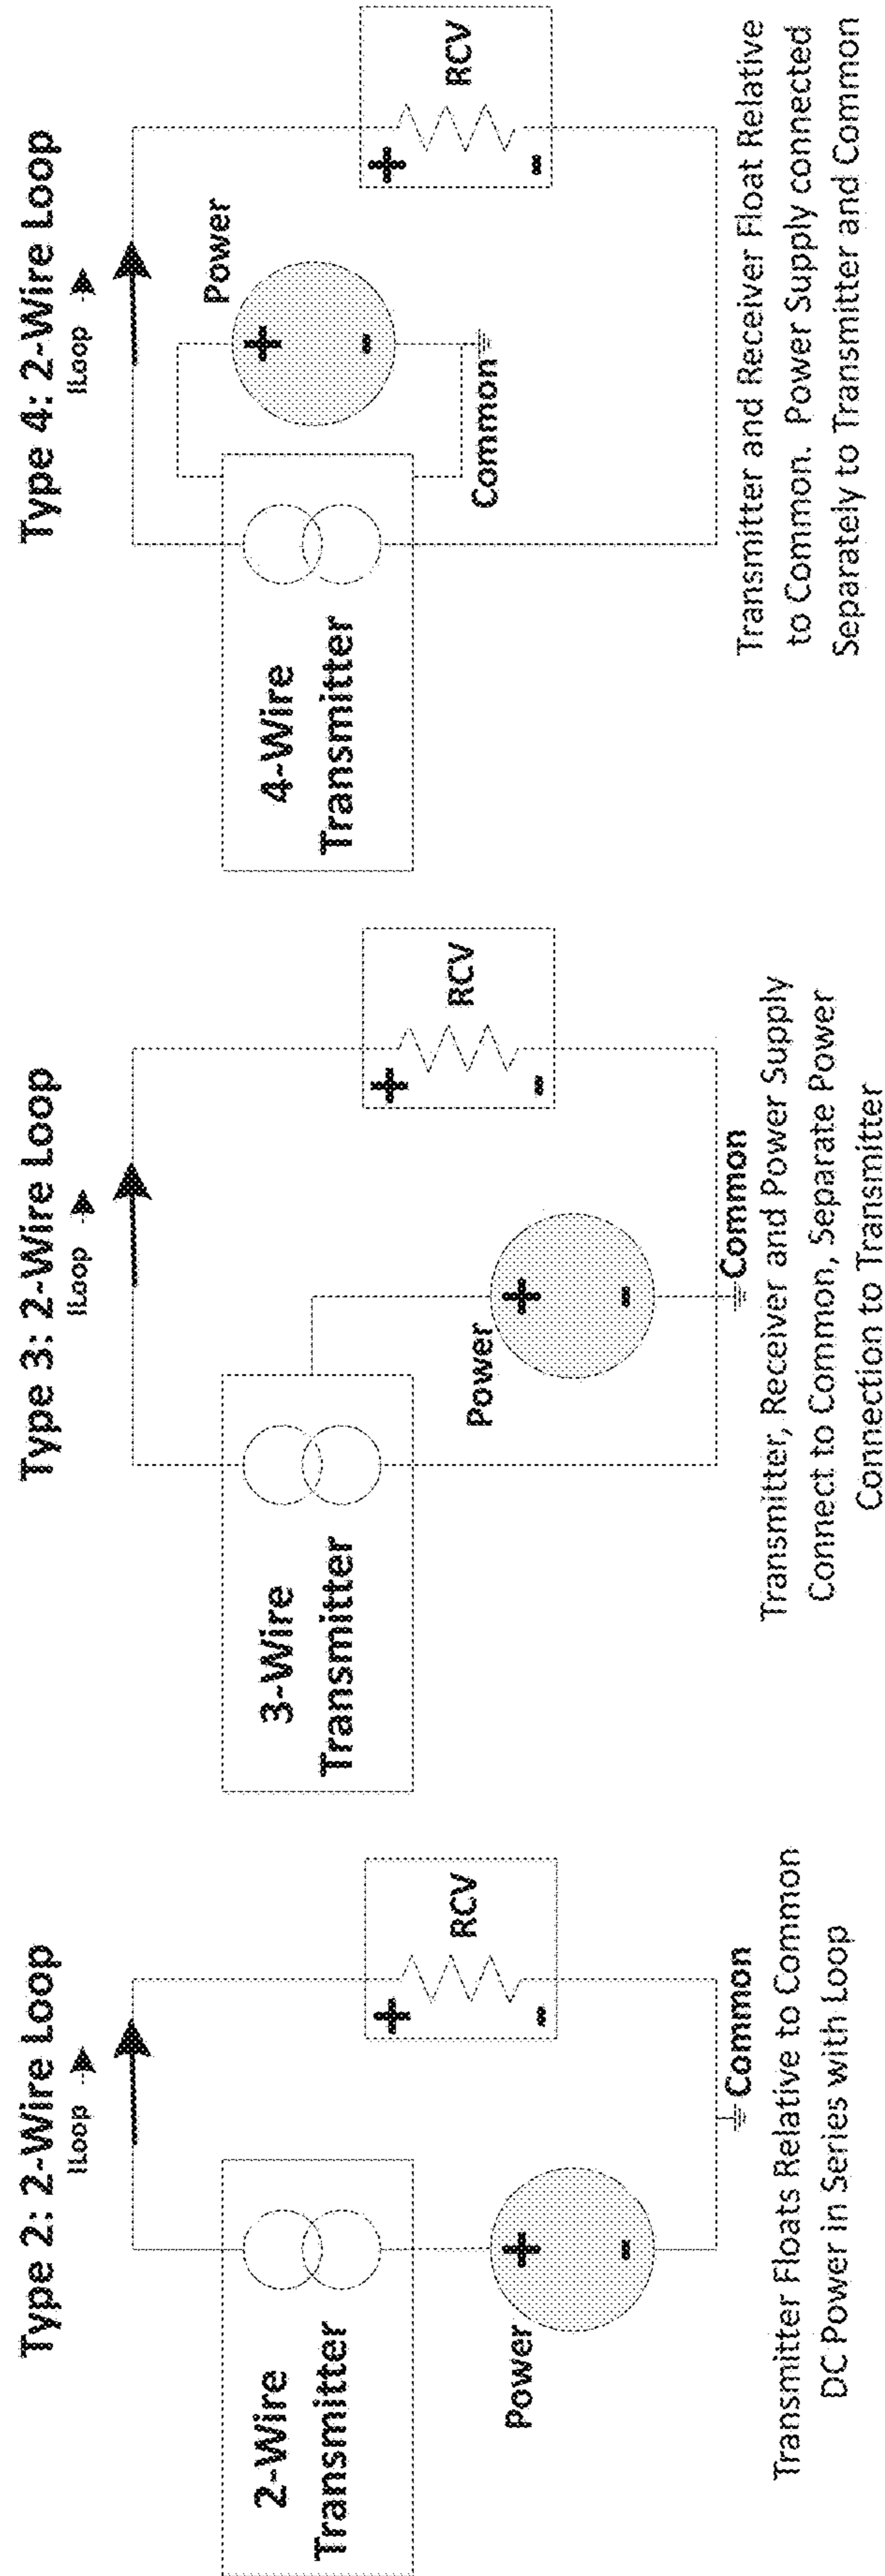 Type 2: 2-Wire Loop
ILoop
2-Wire
Transmitter
Power
+
-
+
-
RCV
Common
Transmitter Floats Relative to Common
DC Power in Series with Loop
Type 3: 2-Wire Loop
ILoop
3-Wire
Transmitter
Power
+
-
+
-
RCV
Common
Transmitter, Receiver and Power Supply
Connect to Common, Separate Power
Connection to Transmitter
Type 4: 2-Wire Loop
ILoop
4-Wire
Transmitter
Power
+
-
Common
+
-
RCV
Transmitter and Receiver Float Relative
to Common. Power Supply connected
Separately to Transmitter and Common